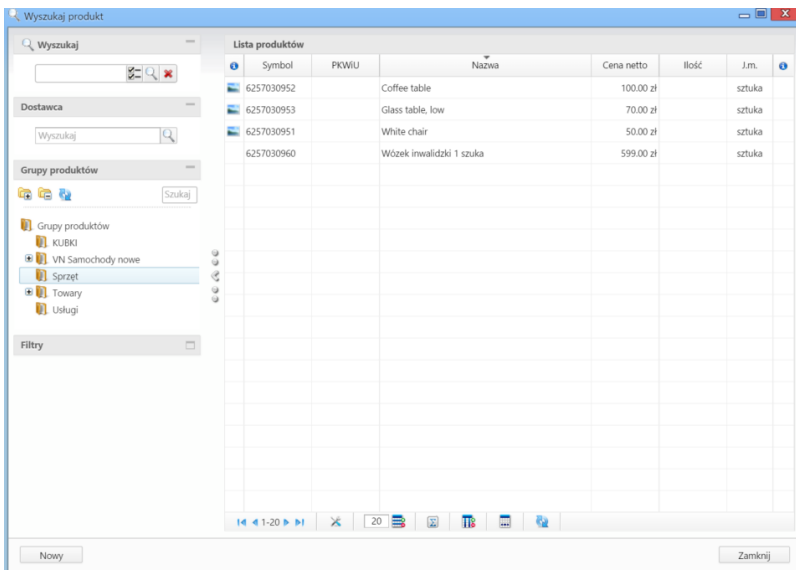 Wyszukaj produkt
Wyszukaj
Dostawca
Wyszukaj
Grupy produktów
Szukaj
Grupy produktów
KUBKI
VN Samochody nowe
Sprzęt
Towary
Usługi
Filtry
Lista produktów
Symbol PKWiU Nazwa Cena netto Ilość J.m.
6257030952 Coffee table 100.00 zł sztuka
6257030953 Glass table, low 70.00 zł sztuka
6257030951 White chair 50.00 zł sztuka
6257030960 Wózek inwalidzki 1 szuka 599.00 zł sztuka
1-20 20
Nowy Zamknij